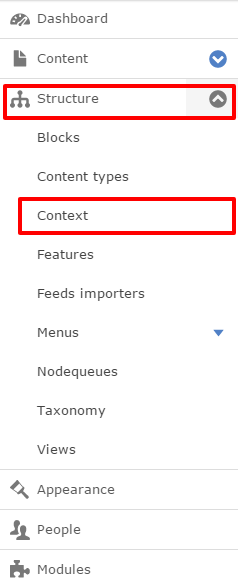 Dashboard
Content
Structure
Blocks
Content types
Context
Features
Feeds importers
Menus
Nodequeues
Taxonomy
Views
Appearance
People
Modules